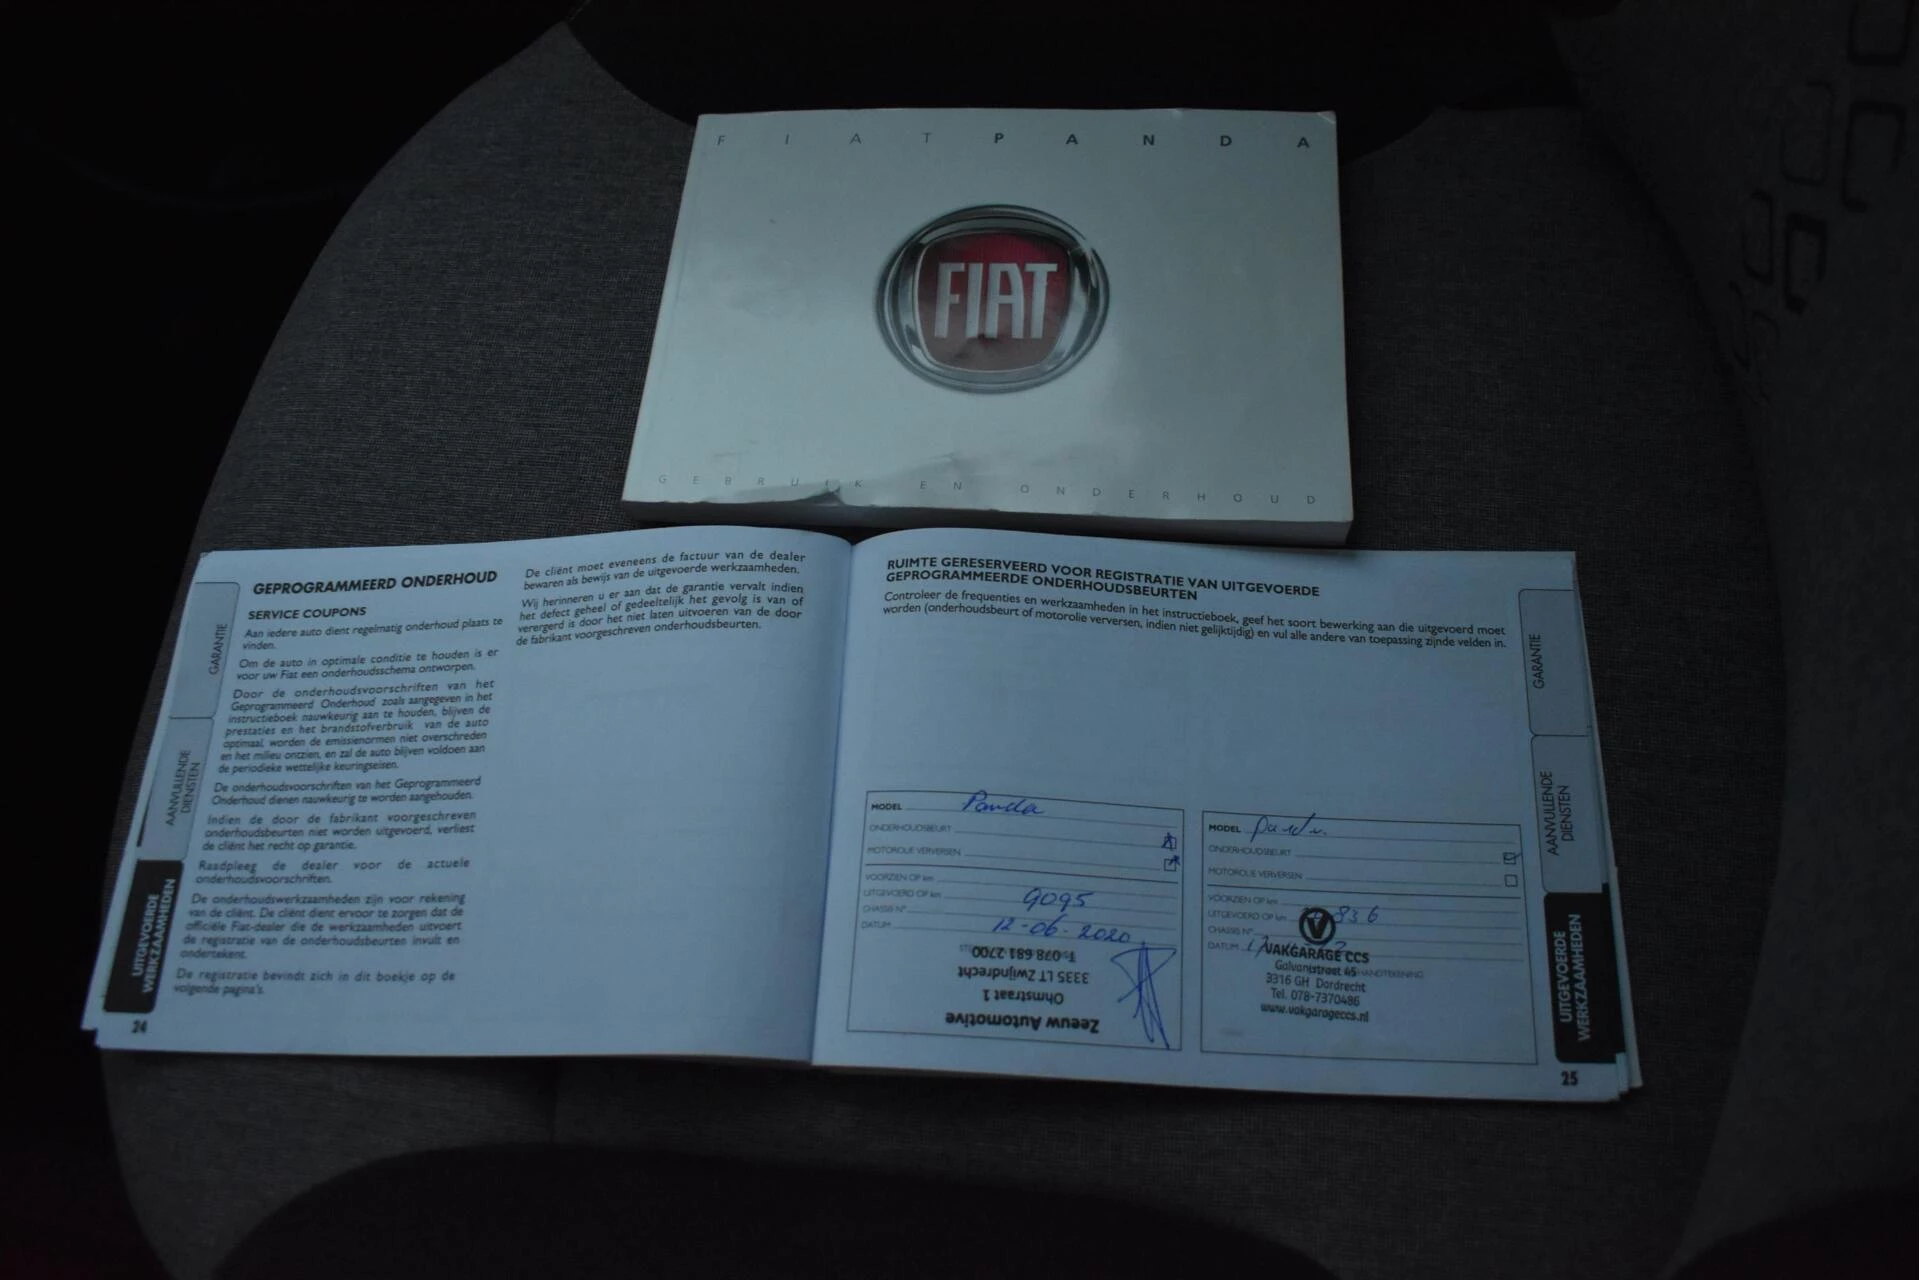 FIAT PANDA
FIAT
GEBRUIK EN ONDERHOUD
GARANTIE
AANVULLENDE
DIENSTEN
UITGEVOERDE
WERKZAAMHEDEN
GEPROGRAMMEERD ONDERHOUD
SERVICE COUPONS
Aan iedere auto dient regelmatig onderhoud plaats te
vinden.
Om de auto in optimale conditie te houden is er
voor uw Fiat een onderhoudsschema ontworpen.
Door de onderhoudsvoorschriften van het
Geprogrammeerd Onderhoud zoals aangegeven in het
instructieboek nauwkeurig aan te houden, blijven de
prestaties en het brandstofverbruik van de auto
optimaal, worden de emissienormen niet overschreden
en het milieu ontzien, en zal de auto blijven voldoen aan
de periodieke wettelijke keuringseisen.
De onderhoudsvoorschriften van het Geprogrammeerd
Onderhoud dienen nauwkeurig te worden aangehouden.
Indien de door de fabrikant voorgeschreven
onderhoudsbeurten niet worden uitgevoerd, verliest
de cliënt het recht op garantie.
Raadpleeg de dealer voor de actuele
onderhoudsvoorschriften.
De onderhoudswerkzaamheden zijn voor rekening
van de cliënt. De cliënt dient ervoor te zorgen dat de
officiële Fiat-dealer die de werkzaamheden uitvoert
de registratie van de onderhoudsbeurten invult en
ondertekent.
De registratie bevindt zich in dit boekje op de
volgende pagina's.
24
De cliënt moet eveneens de factuur van de dealer
bewaren als bewijs van de uitgevoerde werkzaamheden.
Wij herinneren u er aan dat de garantie vervalt indien
het defect geheel of gedeeltelijk het gevolg is van of
verergerd is door het niet laten uitvoeren van de door
de fabrikant voorgeschreven onderhoudsbeurten.
RUIMTE GERESERVEERD VOOR REGISTRATIE VAN UITGEVOERDE
GEPROGRAMMEERDE ONDERHOUDSBEURTEN
Controleer de frequenties en werkzaamheden in het instructieboek, geef het soort bewerking aan die uitgevoerd moet
worden (onderhoudsbeurt of motorolie verversen, indien niet gelijktijdig) en vul alle andere van toepassing zijnde velden in.
MODEL Panda
ONDERHOUDSBEURT
MOTOROLIE VERVERSEN
VOORZIEN OP km
UITGEVOERD OP km 9095
CHASSIS N°
DATUM 12-06-2020
Zeeuw Automotive
Ohmstraat 1
3335 LT Zwijndrecht
T: 078 681 2700
MODEL panda
ONDERHOUDSBEURT
MOTOROLIE VERVERSEN
VOORZIEN OP km
UITGEVOERD OP km 836
CHASSIS N°
DATUM
HANDTEKENING
VAKGARAGE CCS
Galvanistraat 45
3316 GH Dordrecht
Tel. 078-7370486
www.vakgarageccs.nl
GARANTIE
AANVULLENDE
DIENSTEN
UITGEVOERDE
WERKZAAMHEDEN
25